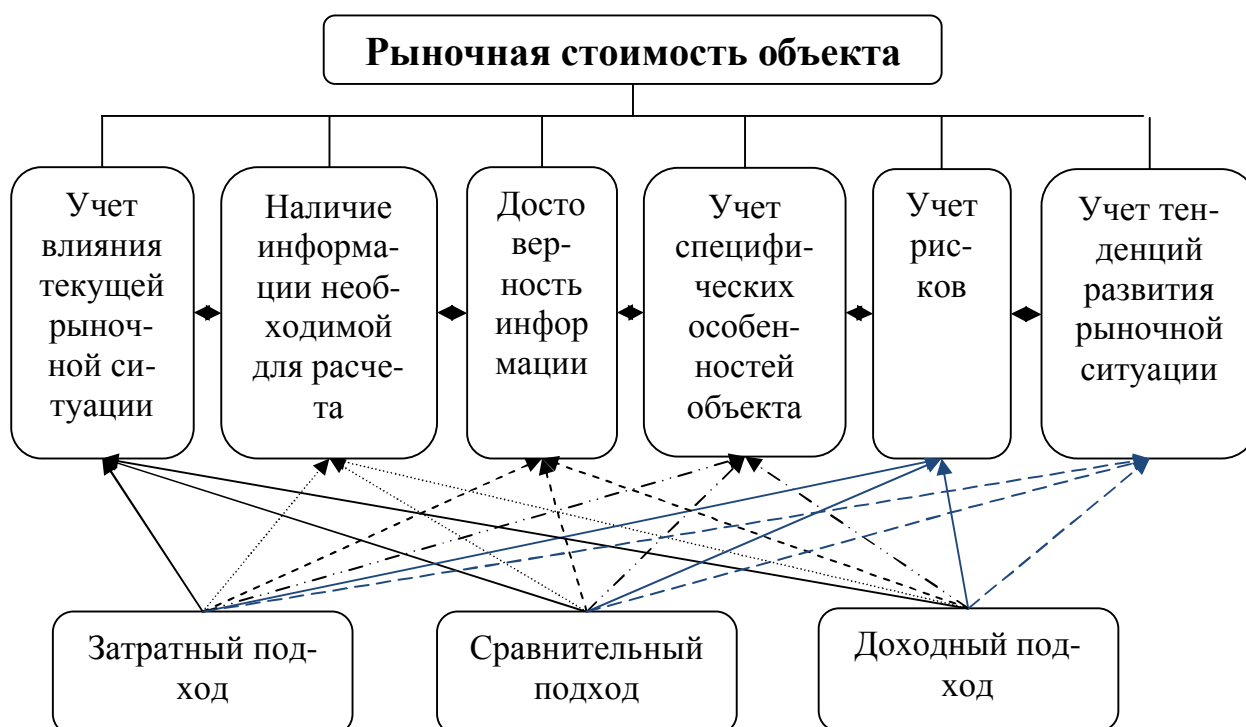 Рыночная стоимость объекта
Учет
влияния
текущей
рыноч-
ной си-
туации
Наличие
информа-
ции необ-
ходимой
для расче-
та
Досто
вер-
ность
инфор
мации
Учет
специфи-
ческих
особен-
ностей
объекта
Учет
рис-
ков
Учет тен-
денций
развития
рыночной
ситуации
Затратный под-
ход
Сравнительный
подход
Доходный под-
ход